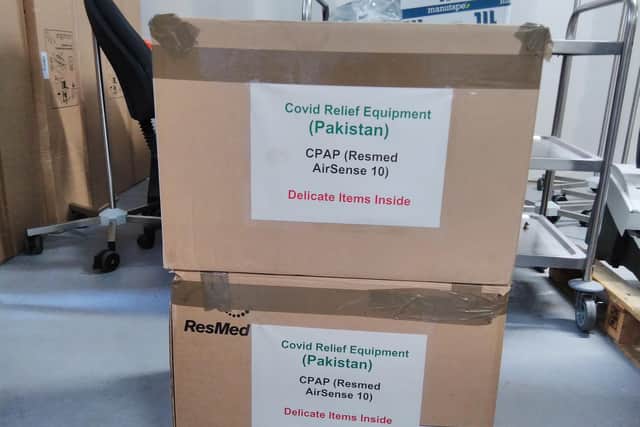 manutape
Covid Relief Equipment
(Pakistan)
CPAP (Resmed
AirSense 10)
Delicate Items Inside
ResMed
Covid Relief Equipment
(Pakistan)
CPAP (Resmed
AirSense 10)
Delicate Items Inside